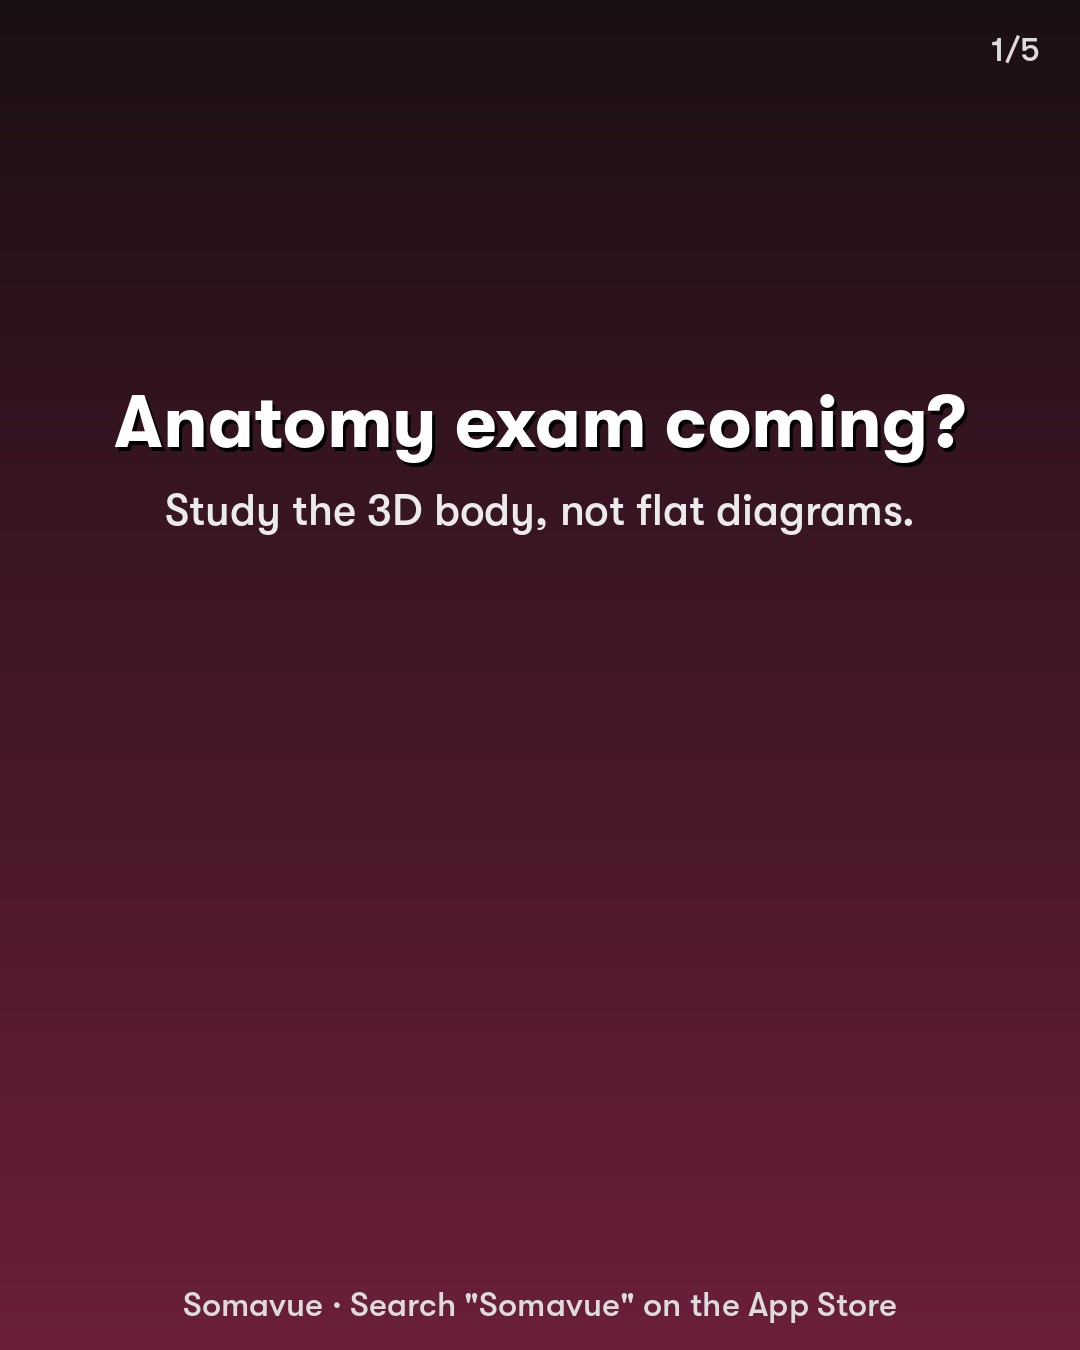 1/5
Anatomy exam coming?
Study the 3D body, not flat diagrams.
Somavue · Search "Somavue" on the App Store